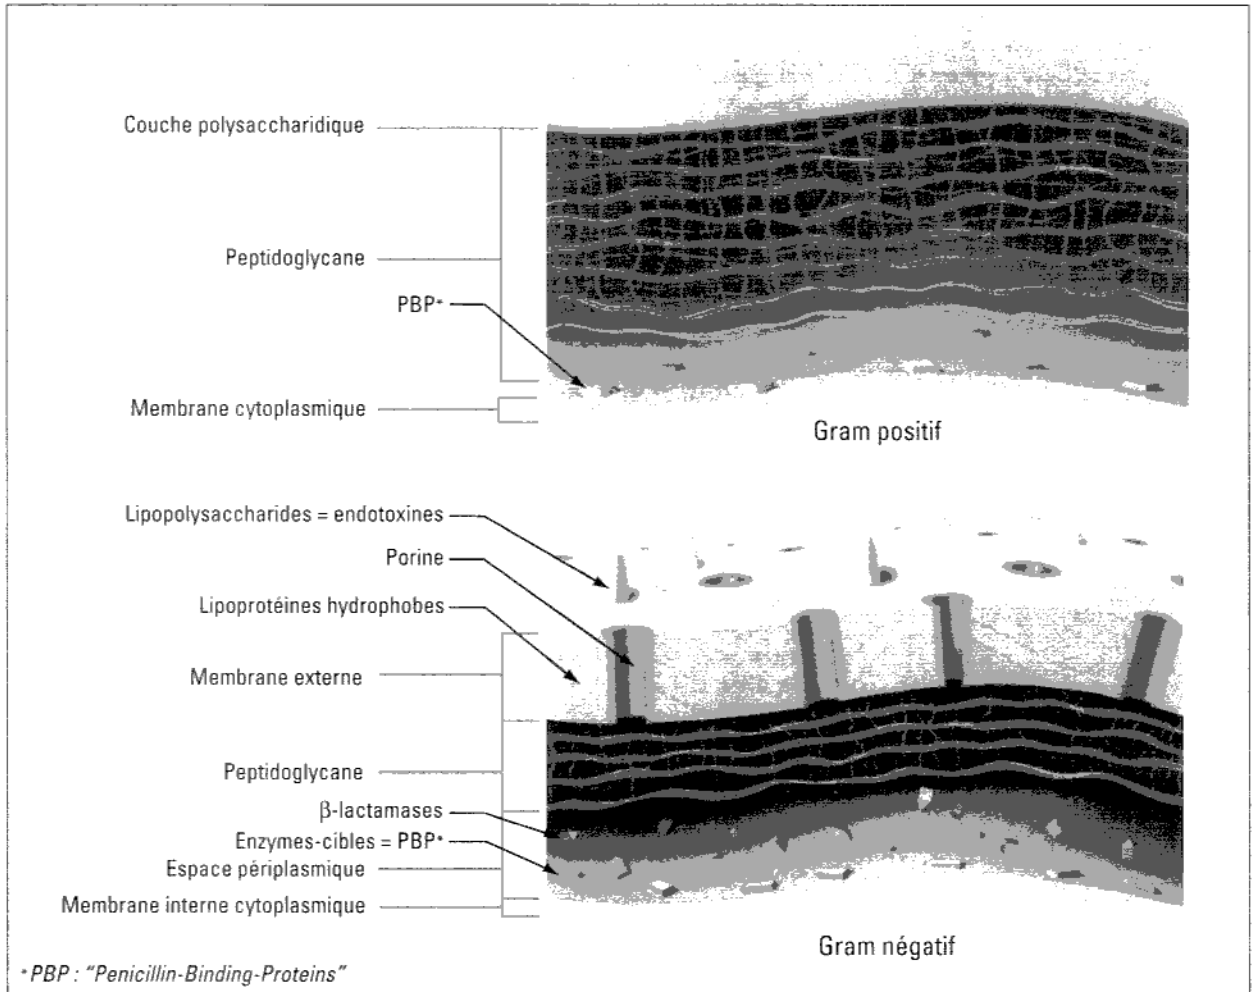 Couche polysaccharidique
Peptidoglycane
PBP*
Membrane cytoplasmique
Gram positif
Lipopolysaccharides = endotoxines
Porine
Lipoprotéines hydrophobes
Membrane externe
Peptidoglycane
β-lactamases
Enzymes-cibles = PBP*
Espace périplasmique
Membrane interne cytoplasmique
Gram négatif
*PBP : "Penicillin-Binding-Proteins"